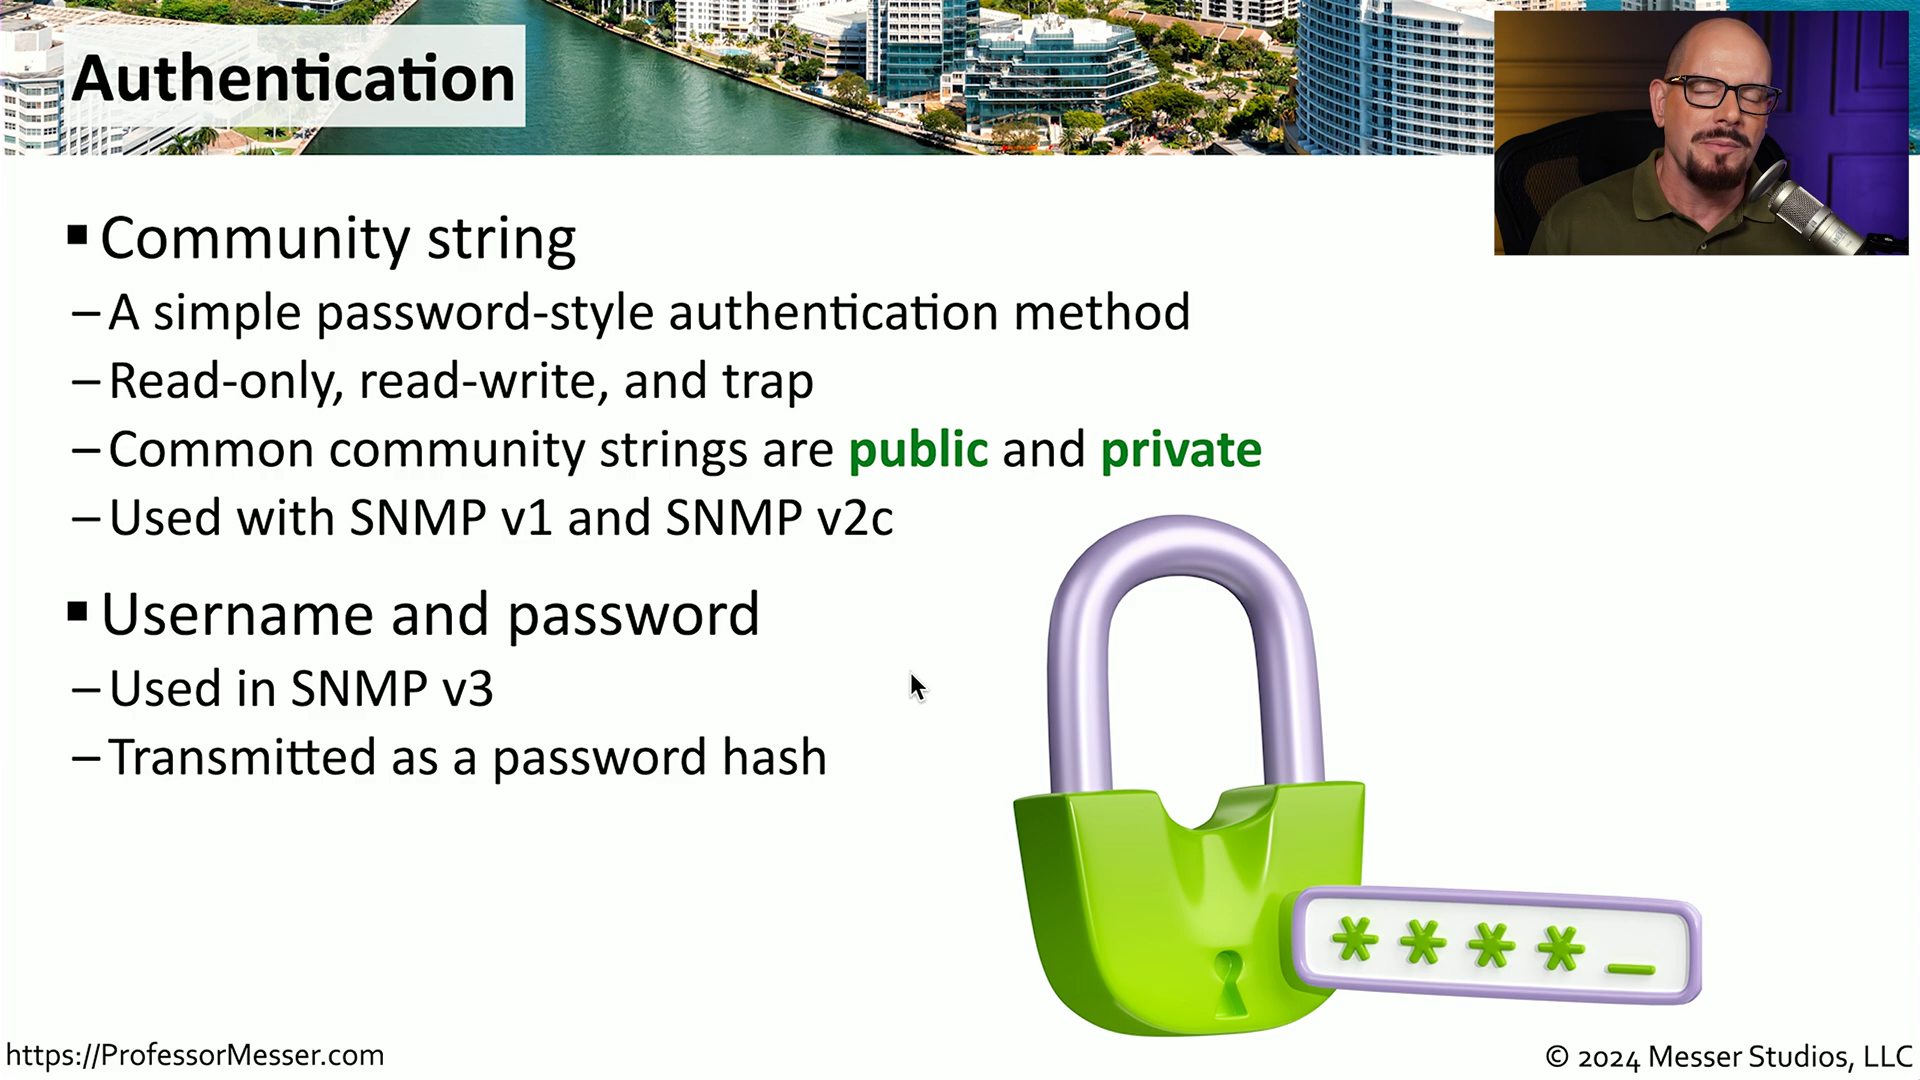 Authentication
▪ Community string
– A simple password-style authentication method
– Read-only, read-write, and trap
– Common community strings are public and private
– Used with SNMP v1 and SNMP v2c
▪ Username and password
– Used in SNMP v3
– Transmitted as a password hash
* * * * _
https://ProfessorMesser.com
© 2024 Messer Studios, LLC